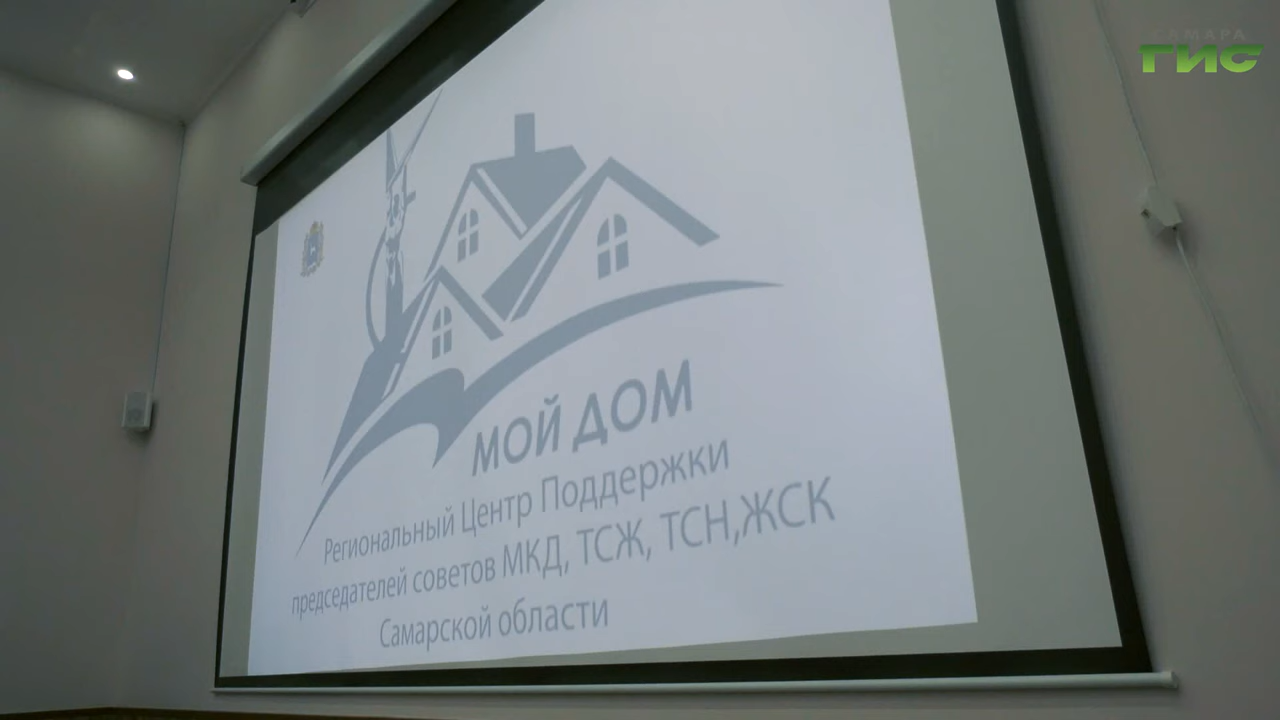 САМАРА
ГИС
МОЙ ДОМ
Региональный Центр Поддержки
председателей советов МКД, ТСЖ, ТСН,ЖСК
Самарской области